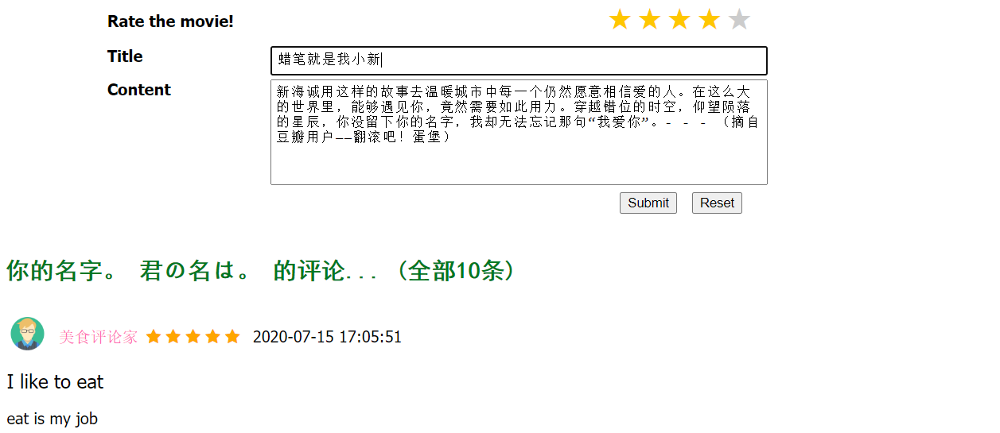 Rate the movie!
Title
蜡笔就是我小新
Content
新海诚用这样的故事去温暖城市中每一个仍然愿意相信爱的人。在这么大
的世界里，能够遇见你，竟然需要如此用力。穿越错位的时空，仰望陨落
的星辰，你没留下你的名字，我却无法忘记那句“我爱你”。- - - （摘自
豆瓣用户——翻滚吧！蛋堡）
Submit Reset
你的名字。 君の名は。 的评论... (全部10条)
美食评论家 2020-07-15 17:05:51
I like to eat
eat is my job